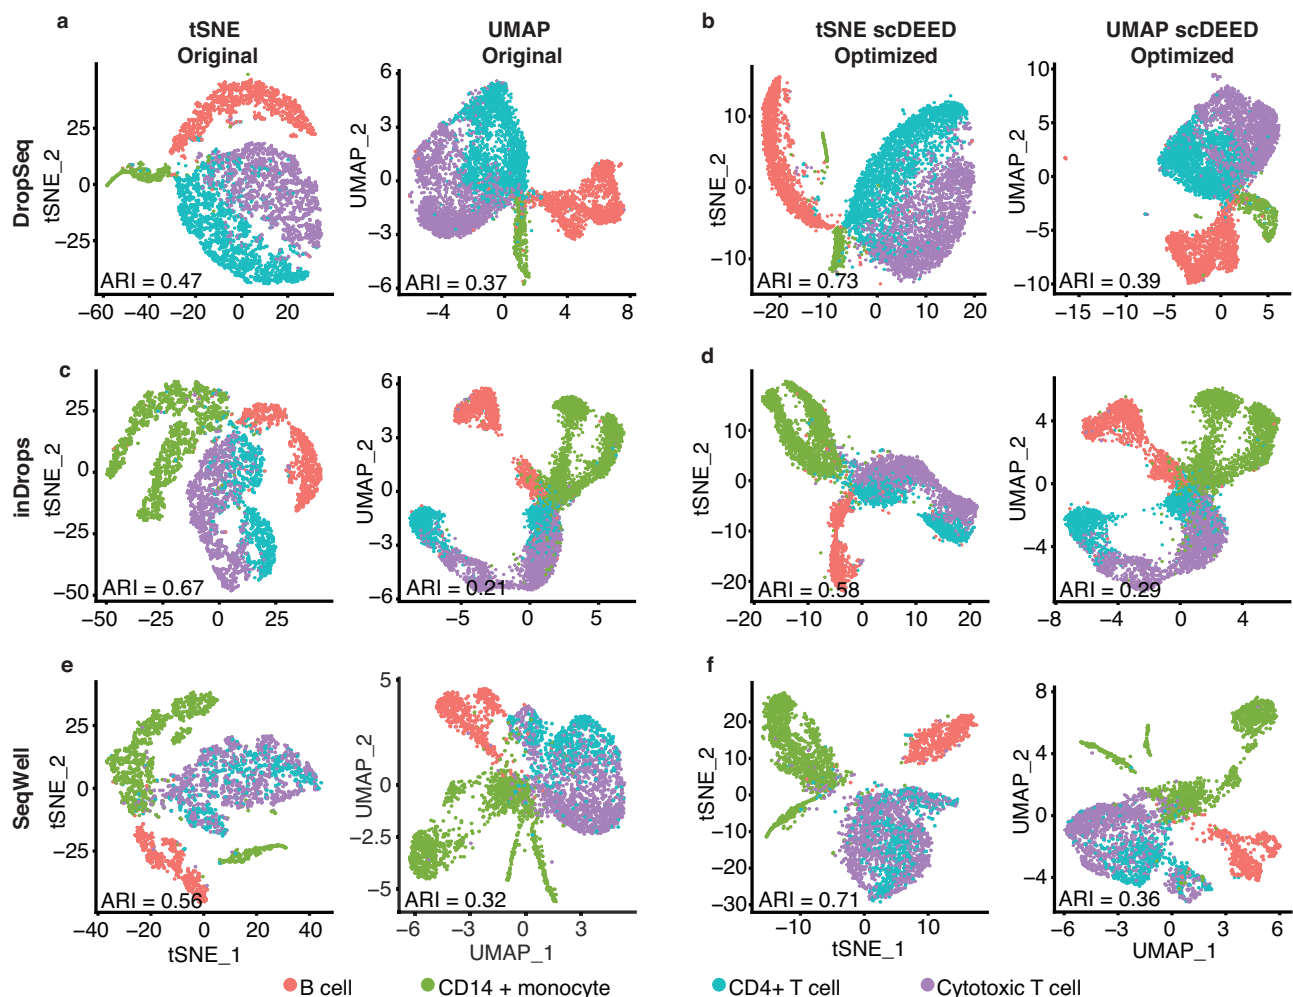 a
tSNE
Original
UMAP
Original
b
tSNE scDEED
Optimized
UMAP scDEED
Optimized
DropSeq
tSNE_2
25
0
−25
ARI = 0.47
−60 −40 −20 0 20
UMAP_2
6
3
0
−3
−6
ARI = 0.37
−4 0 4 8
tSNE_2
10
0
−10
ARI = 0.73
−20 −10 0 10 20
UMAP_2
10
5
0
−5
−10
ARI = 0.39
−15 −10 −5 0 5
c
d
inDrops
tSNE_2
25
0
−25
−50
ARI = 0.67
−50 −25 0 25
UMAP_2
6
3
0
−3
−6
ARI = 0.21
−5 0 5
tSNE_2
10
0
−10
−20
ARI = 0.58
−20 −10 0 10 20
UMAP_2
4
0
−4
ARI = 0.29
−8 −4 0 4
e
f
SeqWell
tSNE_2
25
0
−25
ARI = 0.56
−40 −20 0 20 40
tSNE_1
UMAP_2
5
0
−2.5
−5
ARI = 0.32
−6 −3 0 3
UMAP_1
tSNE_2
20
10
0
−10
−20
−30
ARI = 0.71
−10 0 10
tSNE_1
UMAP_2
8
4
0
−4
ARI = 0.36
−6 −3 0 3 6
UMAP_1
B cell CD14 + monocyte CD4+ T cell Cytotoxic T cell